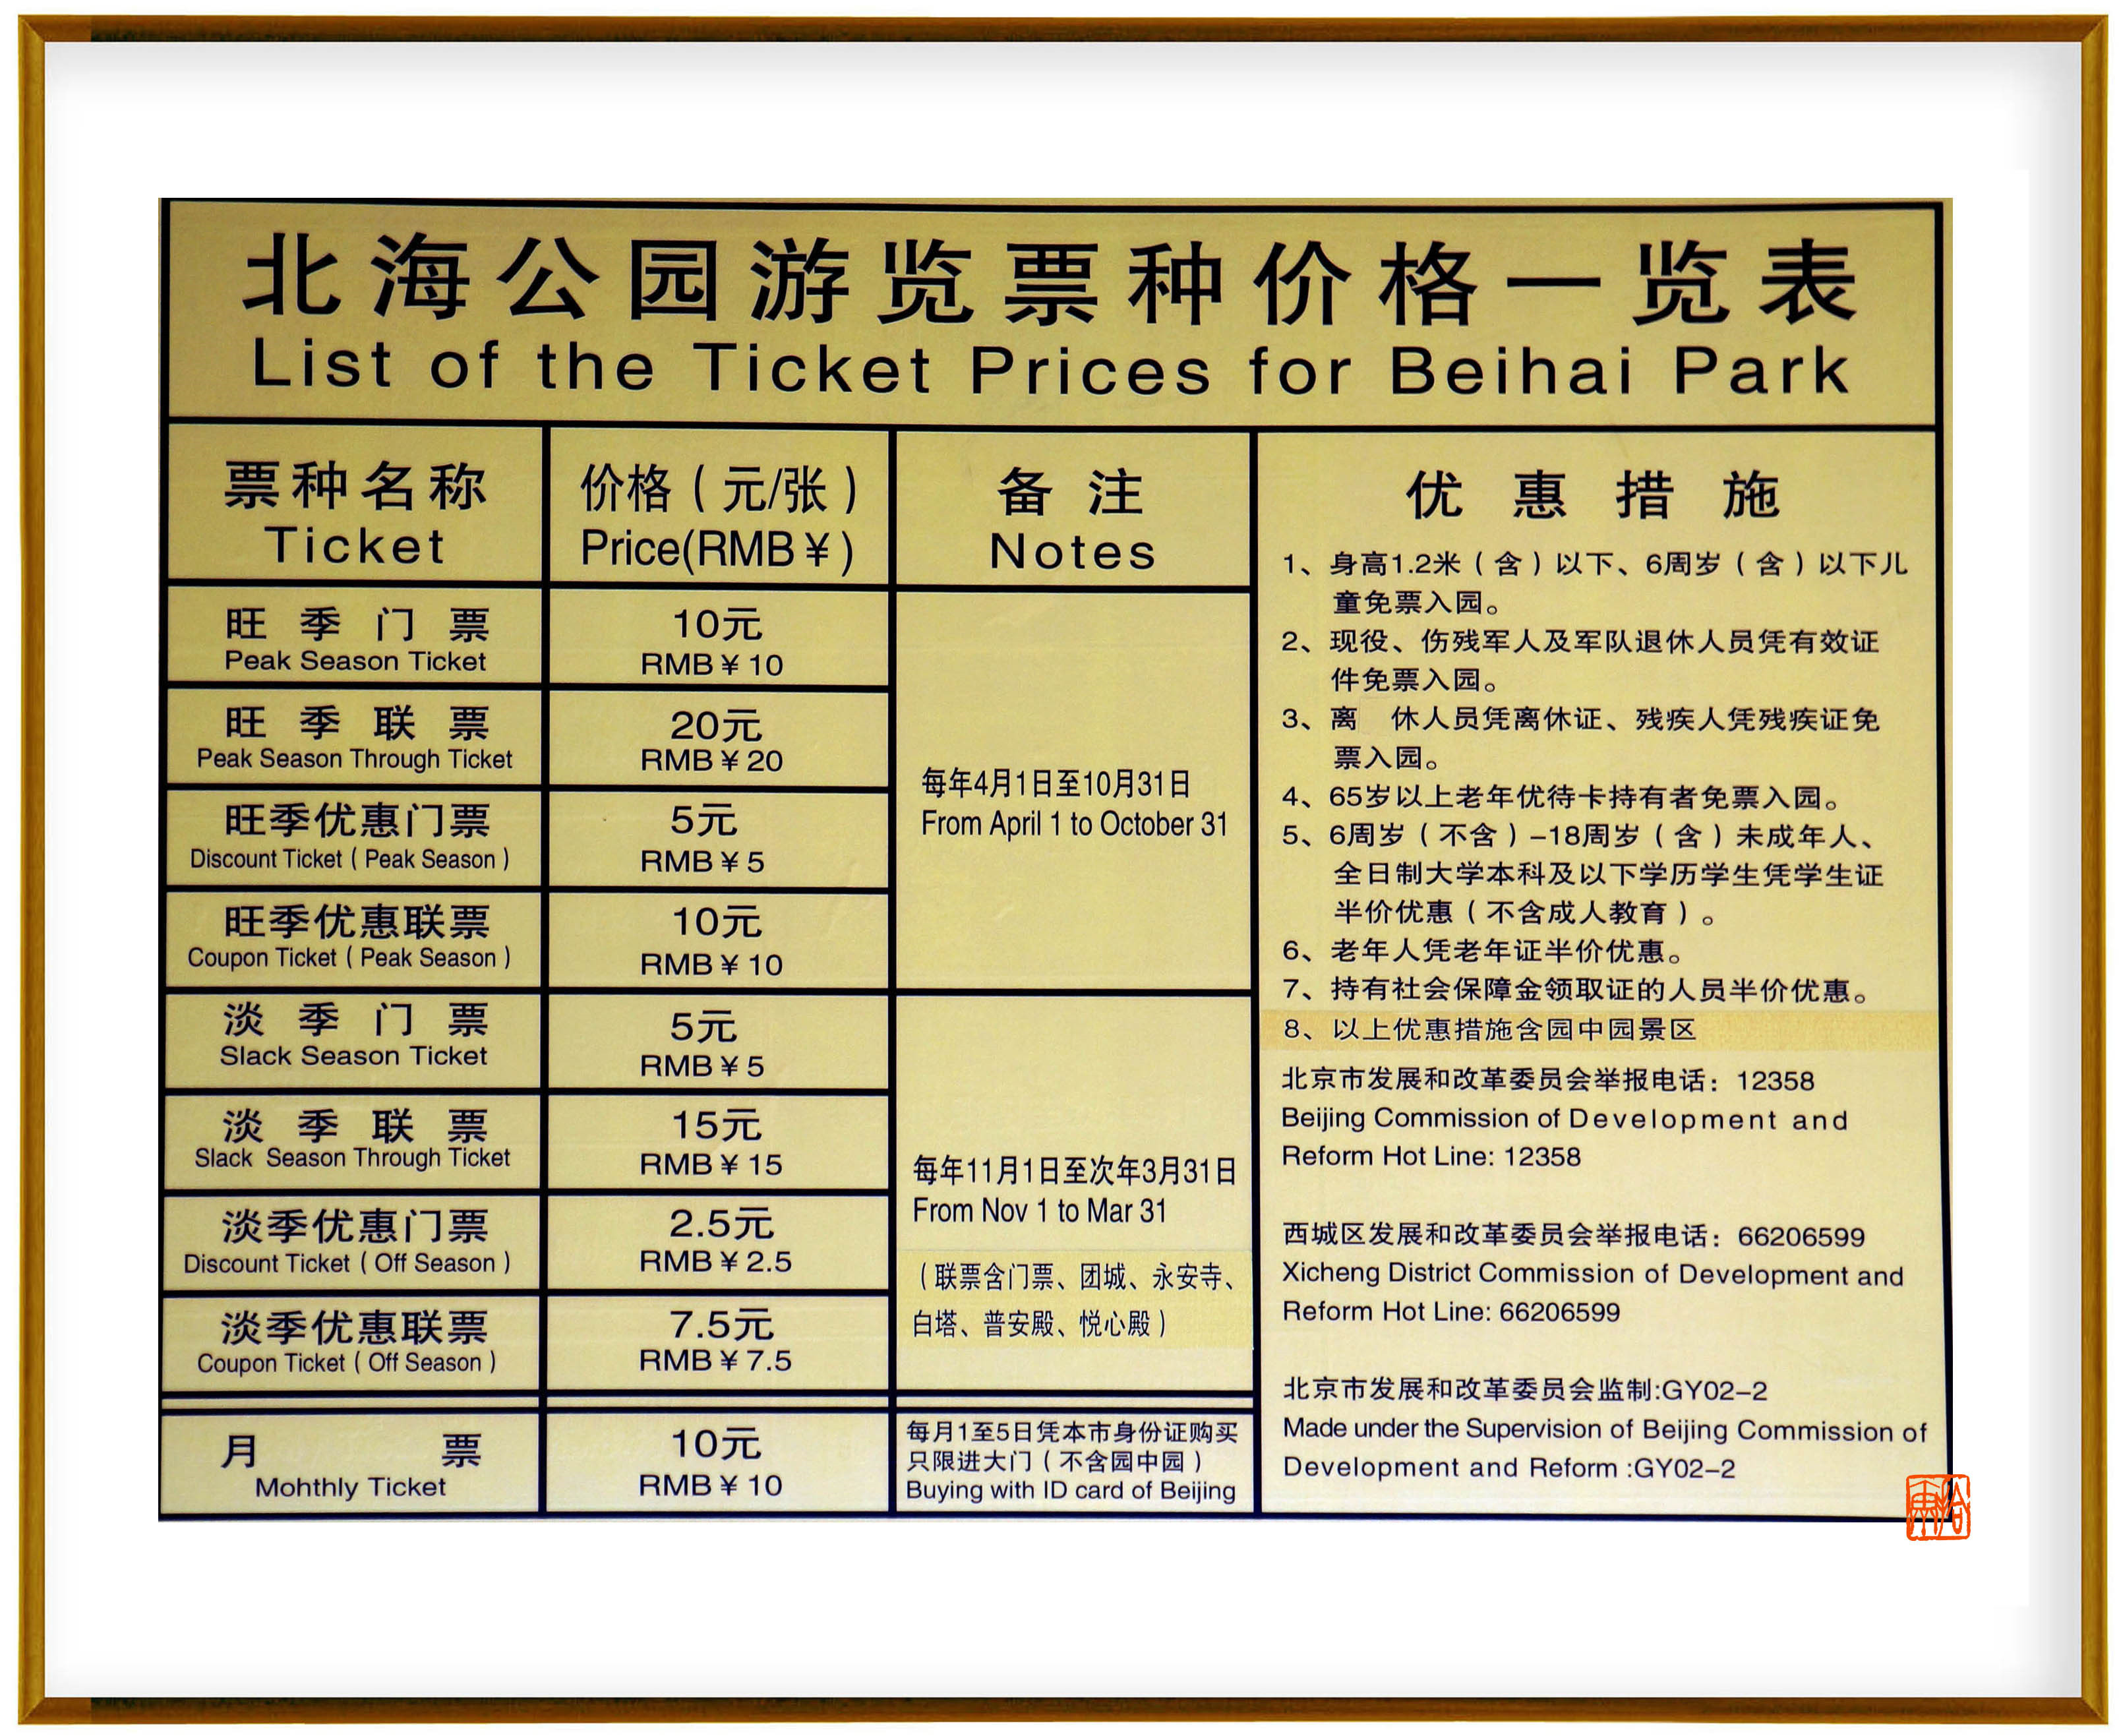 北海公园游览票种价格一览表
List of the Ticket Prices for Beihai Park
票种名称
Ticket
价格（元/张）
Price(RMB￥)
备注
Notes
旺季门票
Peak Season Ticket
10元
RMB￥10
旺季联票
Peak Season Through Ticket
20元
RMB￥20
旺季优惠门票
Discount Ticket（Peak Season）
5元
RMB￥5
旺季优惠联票
Coupon Ticket（Peak Season）
10元
RMB￥10
每年4月1日至10月31日
From April 1 to October 31
淡季门票
Slack Season Ticket
5元
RMB￥5
淡季联票
Slack Season Through Ticket
15元
RMB￥15
淡季优惠门票
Discount Ticket（Off Season）
2.5元
RMB￥2.5
淡季优惠联票
Coupon Ticket（Off Season）
7.5元
RMB￥7.5
每年11月1日至次年3月31日
From Nov 1 to Mar 31
（联票含门票、团城、永安寺、
白塔、普安殿、悦心殿）
月票
Mohthly Ticket
10元
RMB￥10
每月1至5日凭本市身份证购买
只限进大门（不含园中园）
Buying with ID card of Beijing
优惠措施
1、身高1.2米（含）以下、6周岁（含）以下儿
童免票入园。
2、现役、伤残军人及军队退休人员凭有效证
件免票入园。
3、离 休人员凭离休证、残疾人凭残疾证免
票入园。
4、65岁以上老年优待卡持有者免票入园。
5、6周岁（不含）-18周岁（含）未成年人、
全日制大学本科及以下学历学生凭学生证
半价优惠（不含成人教育）。
6、老年人凭老年证半价优惠。
7、持有社会保障金领取证的人员半价优惠。
8、以上优惠措施含园中园景区
北京市发展和改革委员会举报电话：12358
Beijing Commission of Development and
Reform Hot Line: 12358
西城区发展和改革委员会举报电话：66206599
Xicheng District Commission of Development and
Reform Hot Line: 66206599
北京市发展和改革委员会监制:GY02-2
Made under the Supervision of Beijing Commission of
Development and Reform :GY02-2